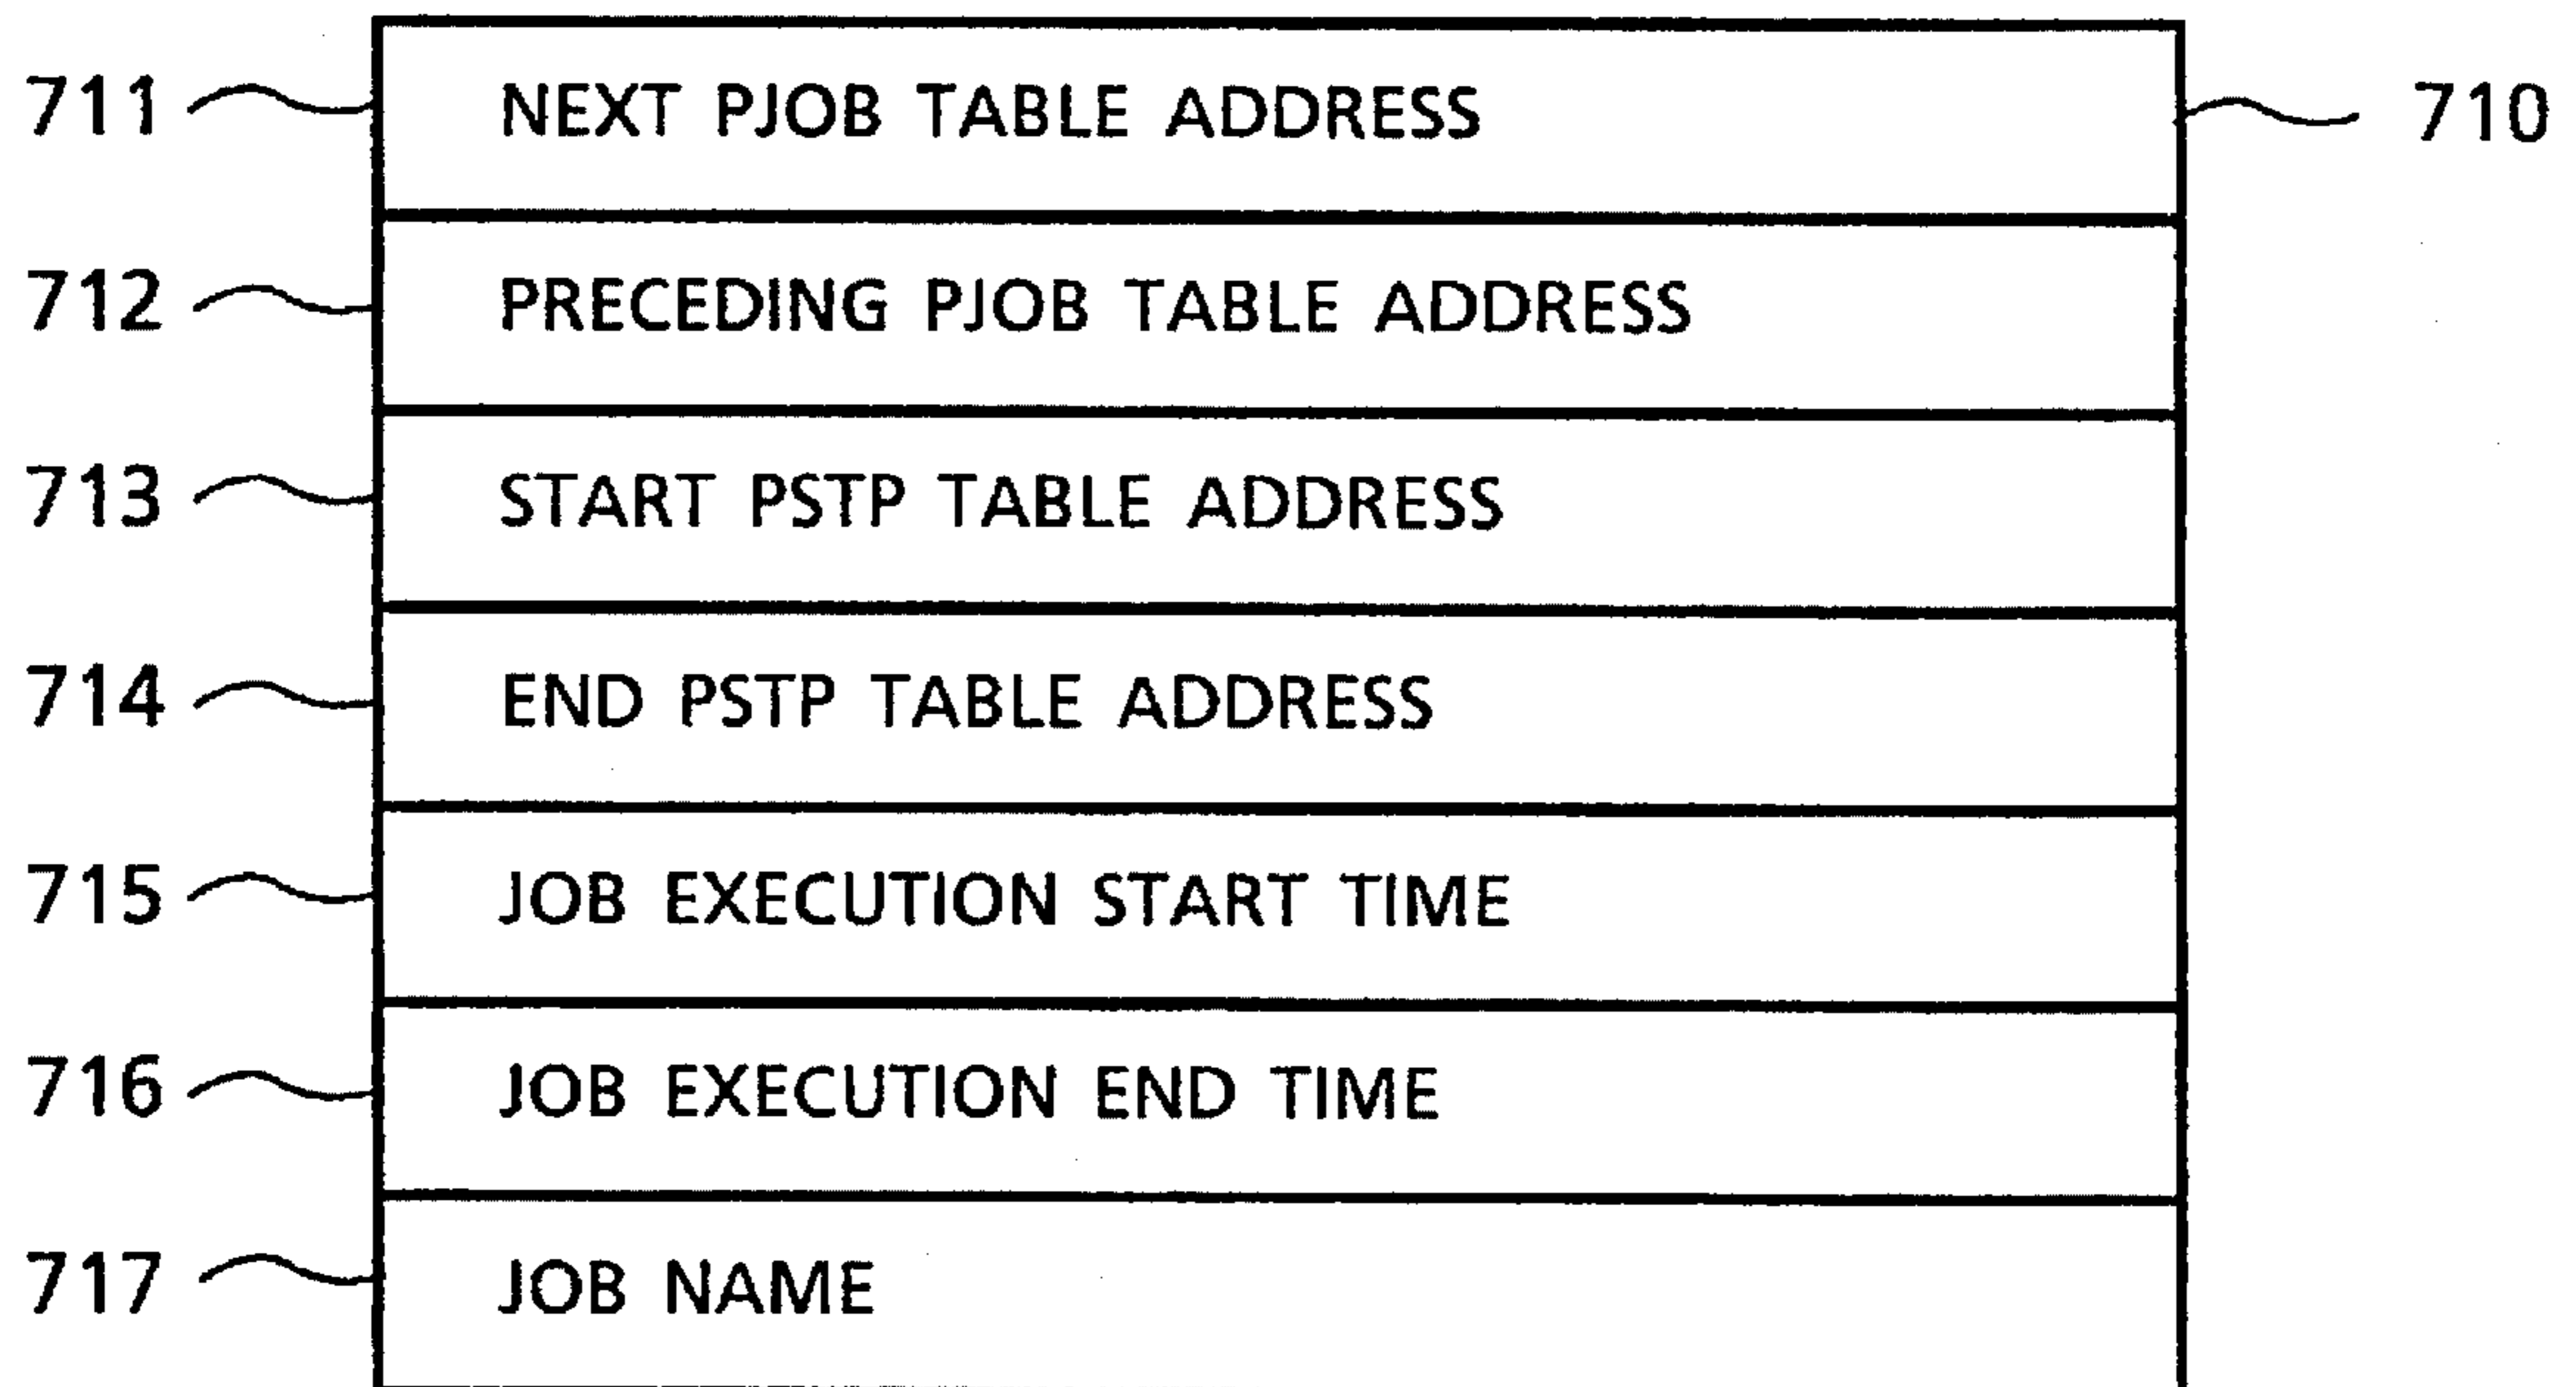 711 NEXT PJOB TABLE ADDRESS 710
712 PRECEDING PJOB TABLE ADDRESS
713 START PSTP TABLE ADDRESS
714 END PSTP TABLE ADDRESS
715 JOB EXECUTION START TIME
716 JOB EXECUTION END TIME
717 JOB NAME